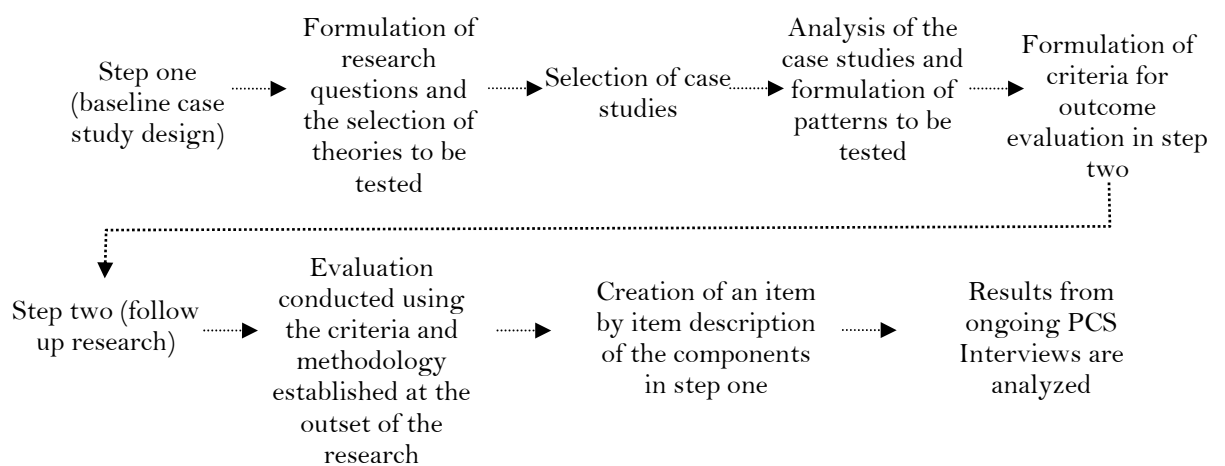 Step one
(baseline case
study design)
Formulation of
research
questions and
the selection of
theories to be
tested
Selection of case
studies
Analysis of the
case studies and
formulation of
patterns to be
tested
Formulation of
criteria for
outcome
evaluation in step
two
Step two (follow
up research)
Evaluation
conducted using
the criteria and
methodology
established at the
outset of the
research
Creation of an item
by item description
of the components
in step one
Results from
ongoing PCS
Interviews are
analyzed